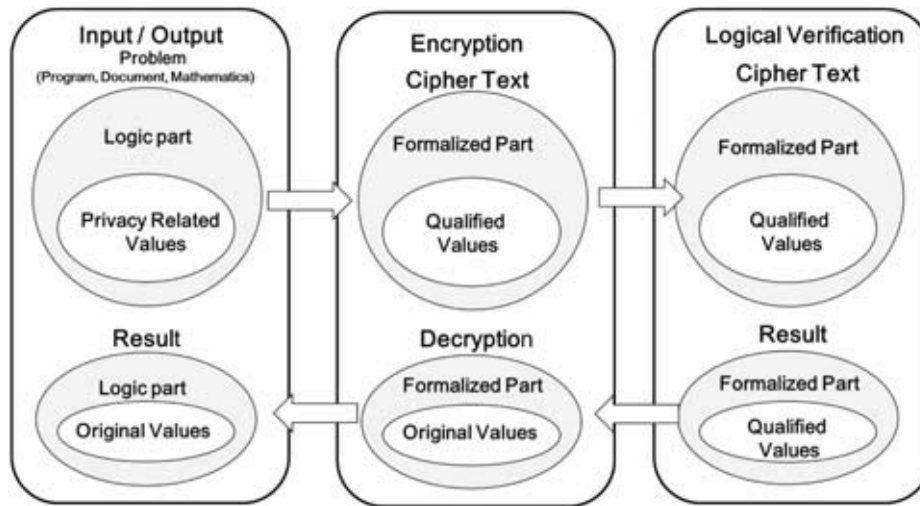 Input / Output
Problem
(Program, Document, Mathematics)
Logic part
Privacy Related
Values
Result
Logic part
Original Values
Encryption
Cipher Text
Formalized Part
Qualified
Values
Decryption
Formalized Part
Original Values
Logical Verification
Cipher Text
Formalized Part
Qualified
Values
Result
Formalized Part
Qualified
Values